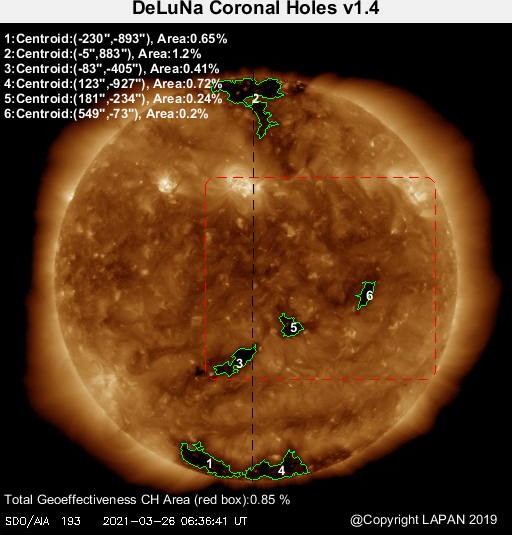 DeLuNa Coronal Holes v1.4
1:Centroid:(-230",-893"), Area:0.65%
2:Centroid:(-5",883"), Area:1.2%
3:Centroid:(-83",-405"), Area:0.41%
4:Centroid:(123",-927"), Area:0.72%
5:Centroid:(181",-234"), Area:0.24%
6:Centroid:(549",-73"), Area:0.2%
2
6
5
3
1
4
Total Geoeffectiveness CH Area (red box):0.85 %
SDO/AIA 193 2021-03-26 06:36:41 UT
@Copyright LAPAN 2019